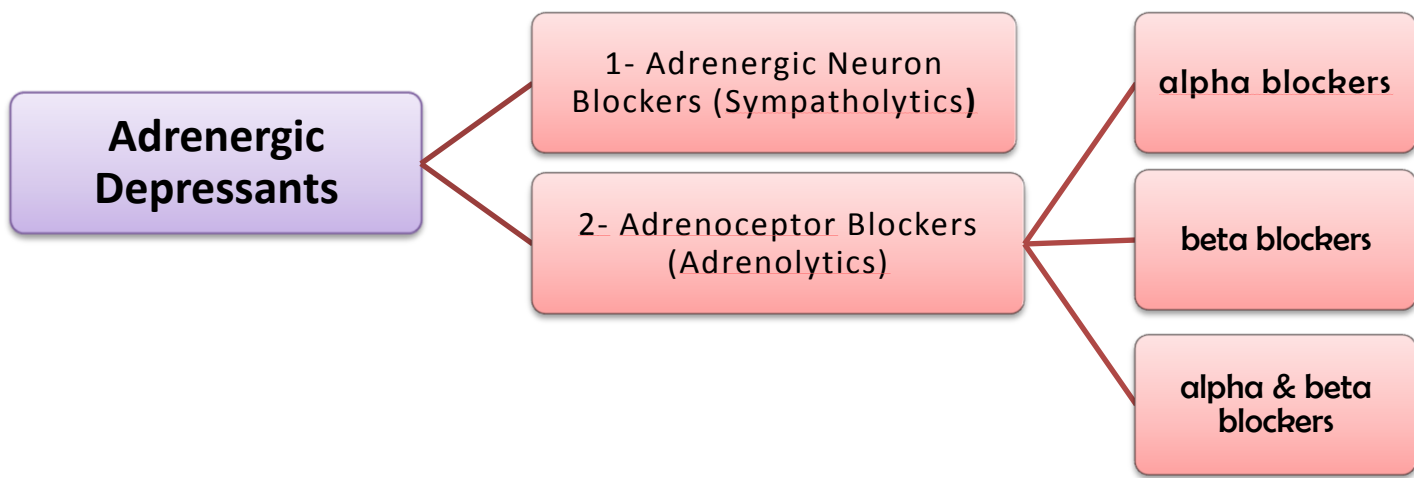 Adrenergic
Depressants
1- Adrenergic Neuron
Blockers (Sympatholytics)
2- Adrenoceptor Blockers
(Adrenolytics)
alpha blockers
beta blockers
alpha & beta
blockers